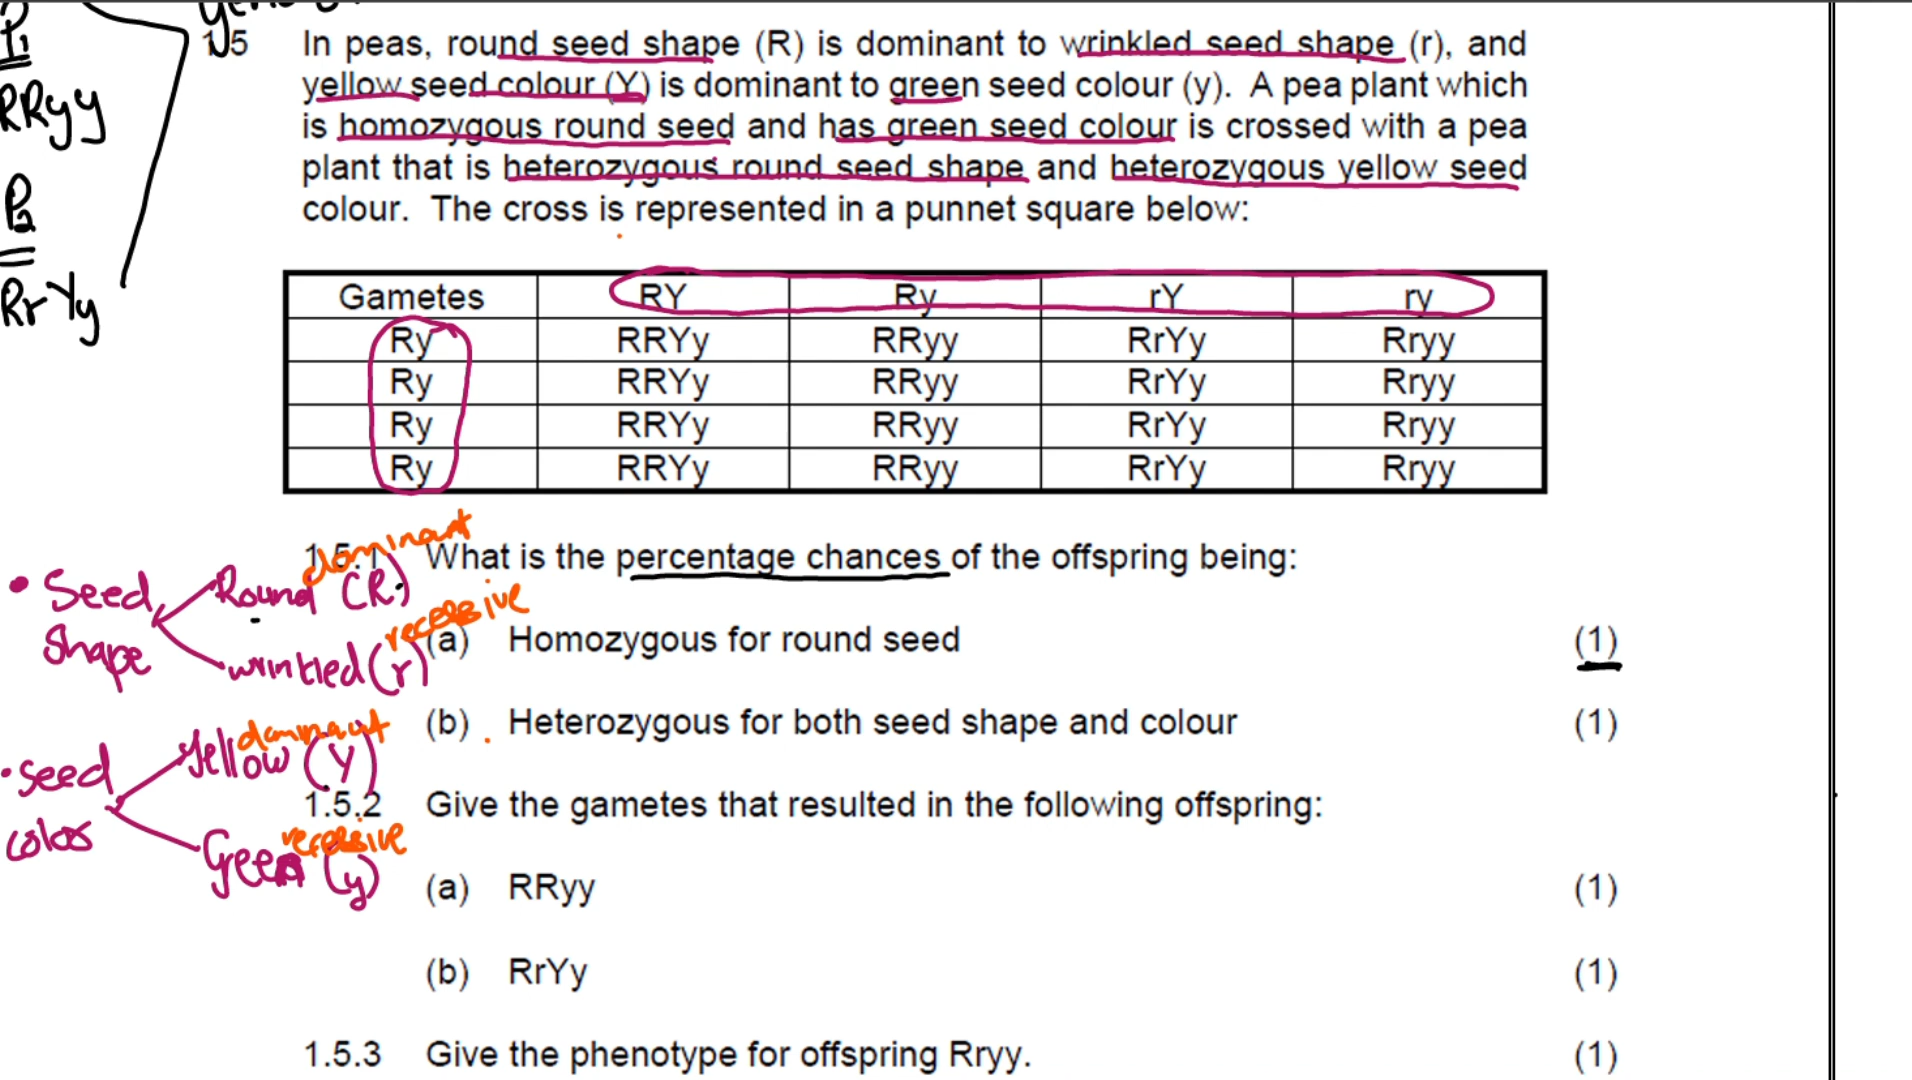 P1
RRyy
P2
RrYy
1.5 In peas, round seed shape (R) is dominant to wrinkled seed shape (r), and
yellow seed colour (Y) is dominant to green seed colour (y). A pea plant which
is homozygous round seed and has green seed colour is crossed with a pea
plant that is heterozygous round seed shape and heterozygous yellow seed
colour. The cross is represented in a punnet square below:
Gametes RY Ry rY ry
Ry RRYy RRyy RrYy Rryy
Ry RRYy RRyy RrYy Rryy
Ry RRYy RRyy RrYy Rryy
Ry RRYy RRyy RrYy Rryy
1.5.1 What is the percentage chances of the offspring being:
(a) Homozygous for round seed (1)
(b) Heterozygous for both seed shape and colour (1)
1.5.2 Give the gametes that resulted in the following offspring:
(a) RRyy (1)
(b) RrYy (1)
1.5.3 Give the phenotype for offspring Rryy. (1)
• Seed shape
Round (R) dominant
wrinkled (r) recessive
• seed
Yellow (Y) dominant
Green (y) recessive